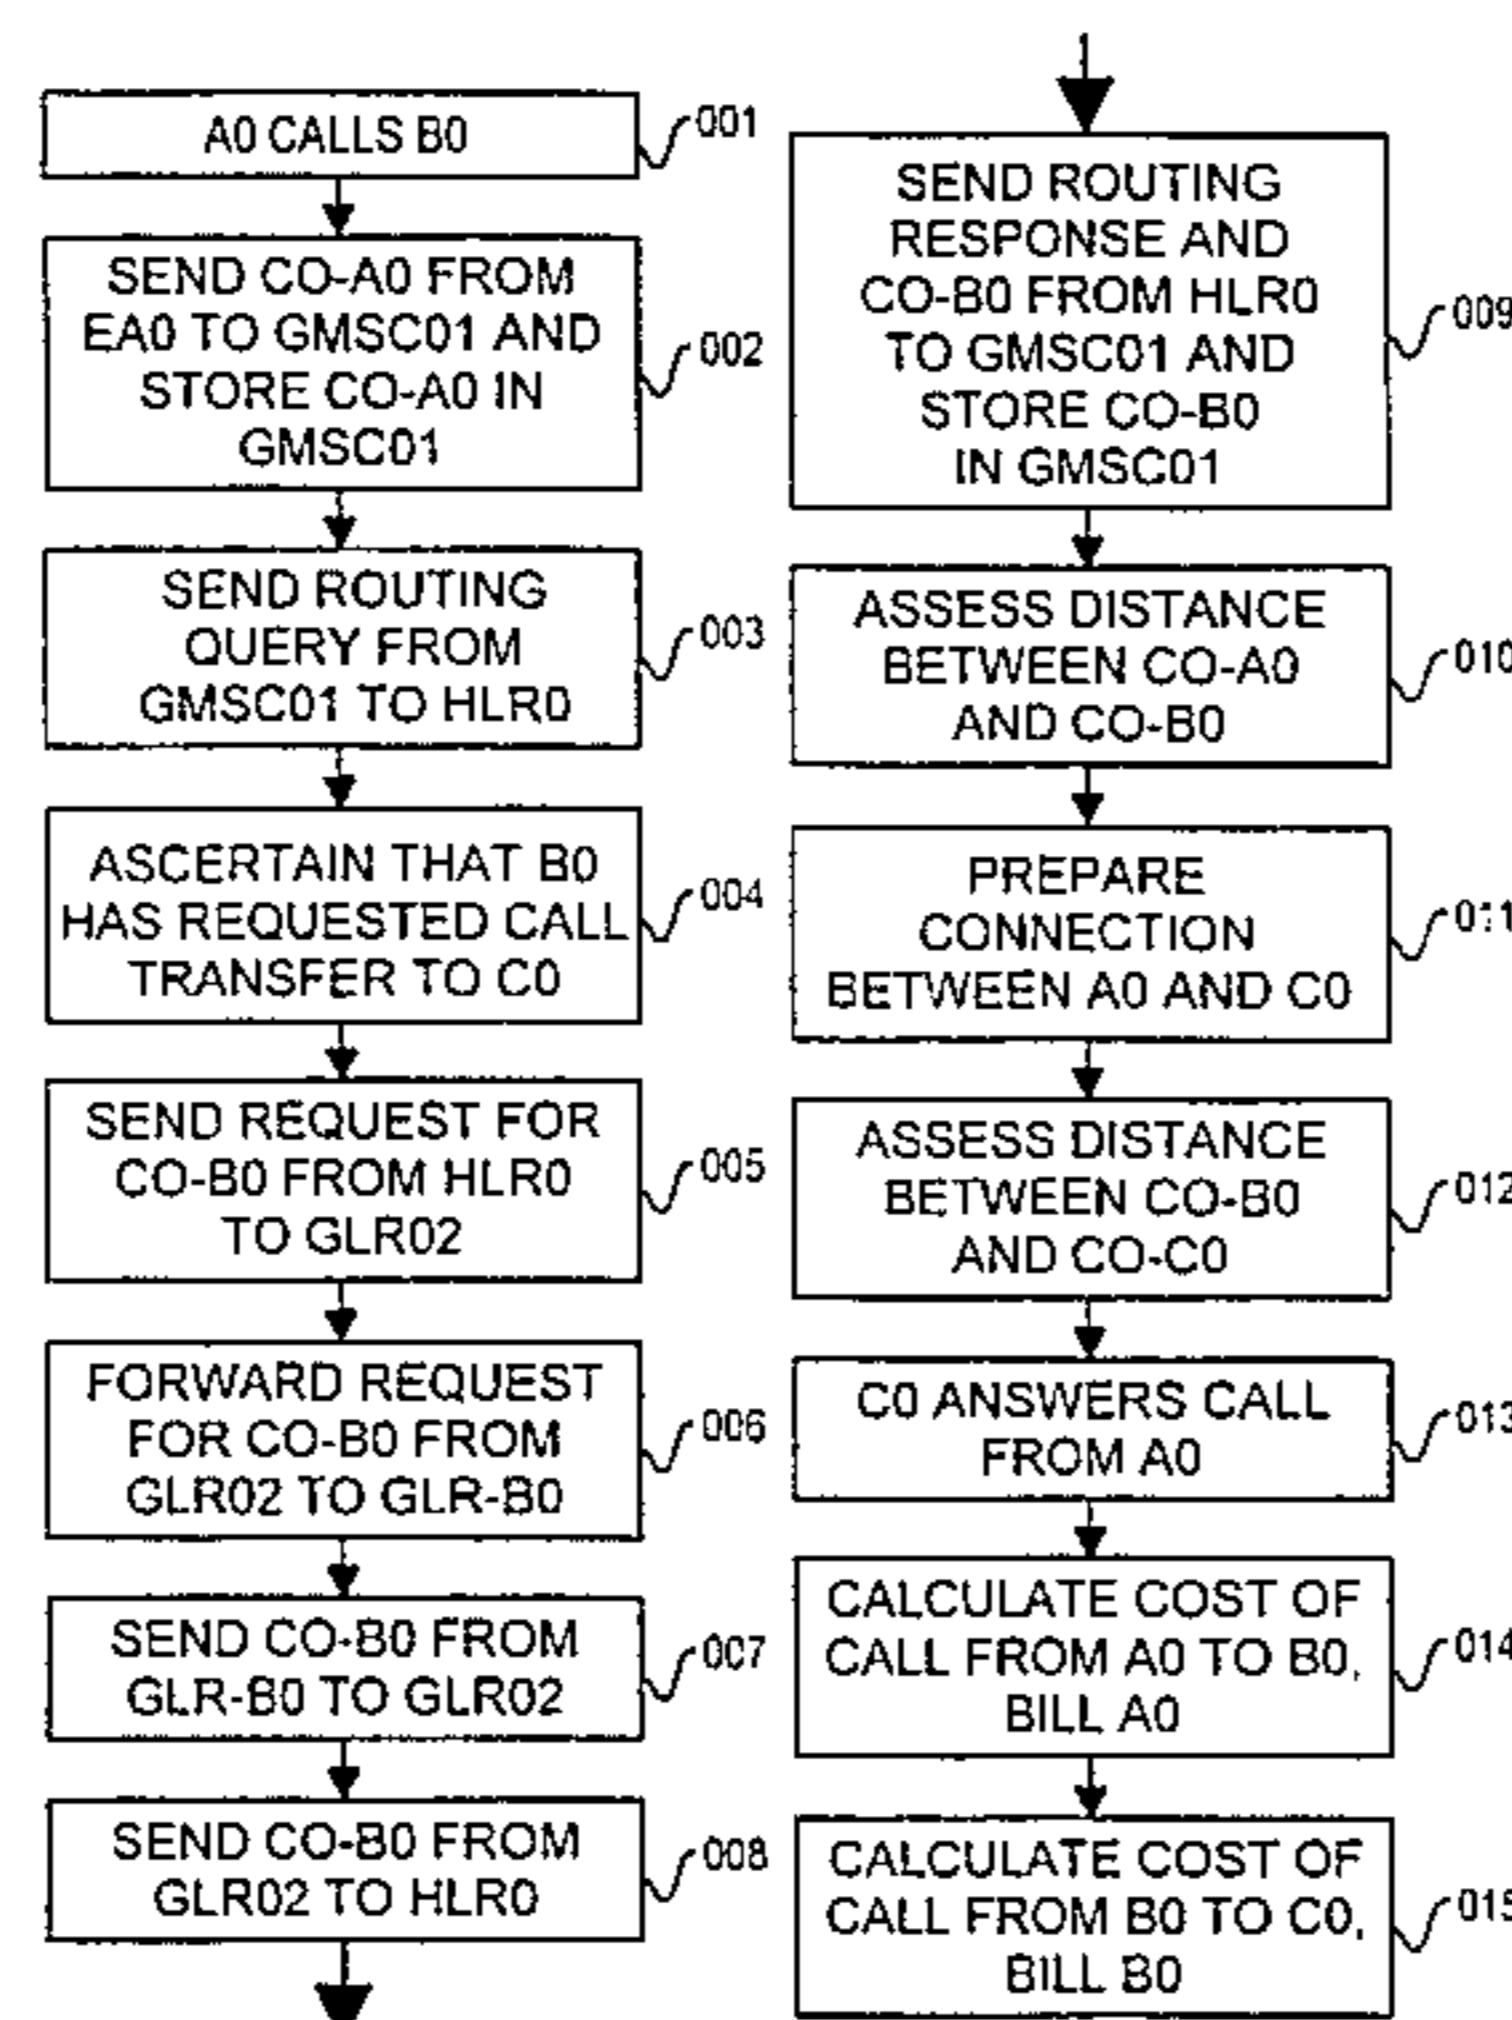 A0 CALLS B0
001
SEND CO-A0 FROM
EA0 TO GMSC01 AND
STORE CO-A0 IN
GMSC01
002
SEND ROUTING
QUERY FROM
GMSC01 TO HLR0
003
ASCERTAIN THAT B0
HAS REQUESTED CALL
TRANSFER TO C0
004
SEND REQUEST FOR
CO-B0 FROM HLR0
TO GLR02
005
FORWARD REQUEST
FOR CO-B0 FROM
GLR02 TO GLR-B0
006
SEND CO-B0 FROM
GLR-B0 TO GLR02
007
SEND CO-B0 FROM
GLR02 TO HLR0
008
SEND ROUTING
RESPONSE AND
CO-B0 FROM HLR0
TO GMSC01 AND
STORE CO-B0
IN GMSC01
009
ASSESS DISTANCE
BETWEEN CO-A0
AND CO-B0
010
PREPARE
CONNECTION
BETWEEN A0 AND C0
011
ASSESS DISTANCE
BETWEEN CO-B0
AND CO-C0
012
C0 ANSWERS CALL
FROM A0
013
CALCULATE COST OF
CALL FROM A0 TO B0,
BILL A0
014
CALCULATE COST OF
CALL FROM B0 TO C0,
BILL B0
015